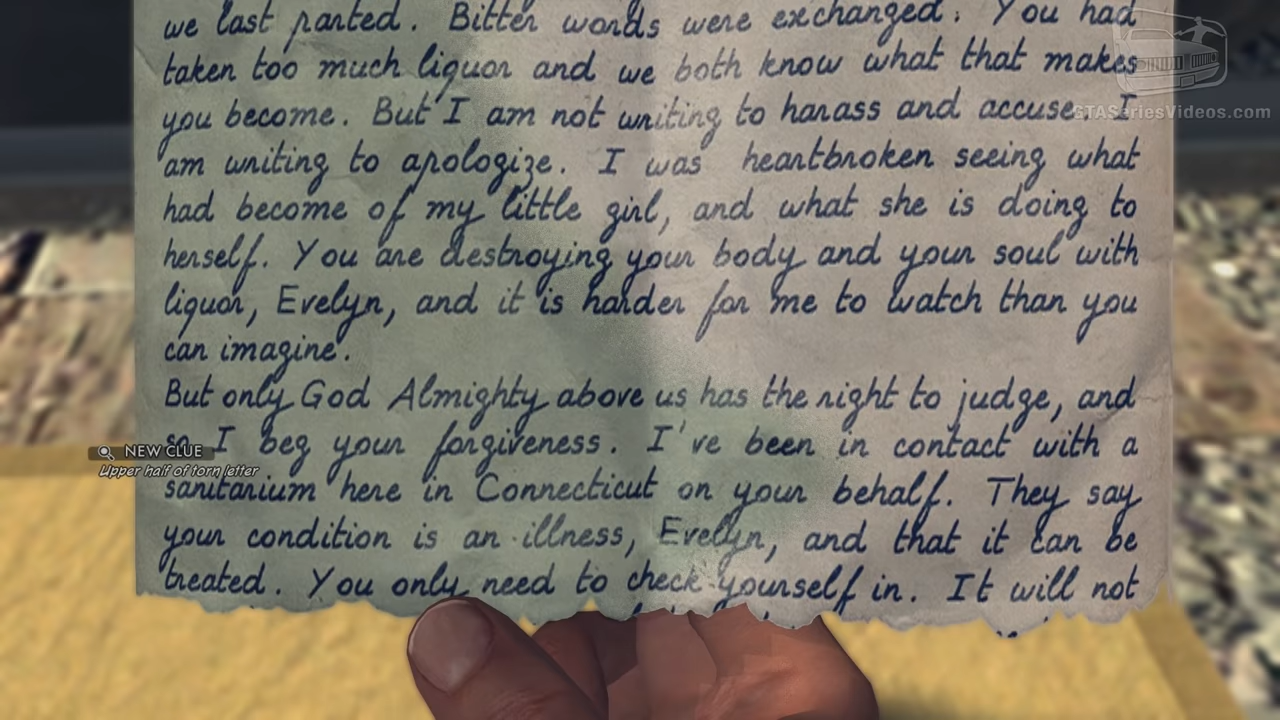 we last parted. Bitter words were exchanged. You had
taken too much liquor and we both know what that makes
you become. But I am not writing to harass and accuse. I
am writing to apologize. I was heartbroken seeing what
had become of my little girl, and what she is doing to
herself. You are destroying your body and your soul with
liquor, Evelyn, and it is harder for me to watch than you
can imagine.
But only God Almighty above us has the right to judge, and
so I beg your forgiveness. I've been in contact with a
sanitarium here in Connecticut on your behalf. They say
your condition is an illness, Evelyn, and that it can be
treated. You only need to check yourself in. It will not
NEW CLUE
Upper half of torn letter
GTASeriesVideos.com